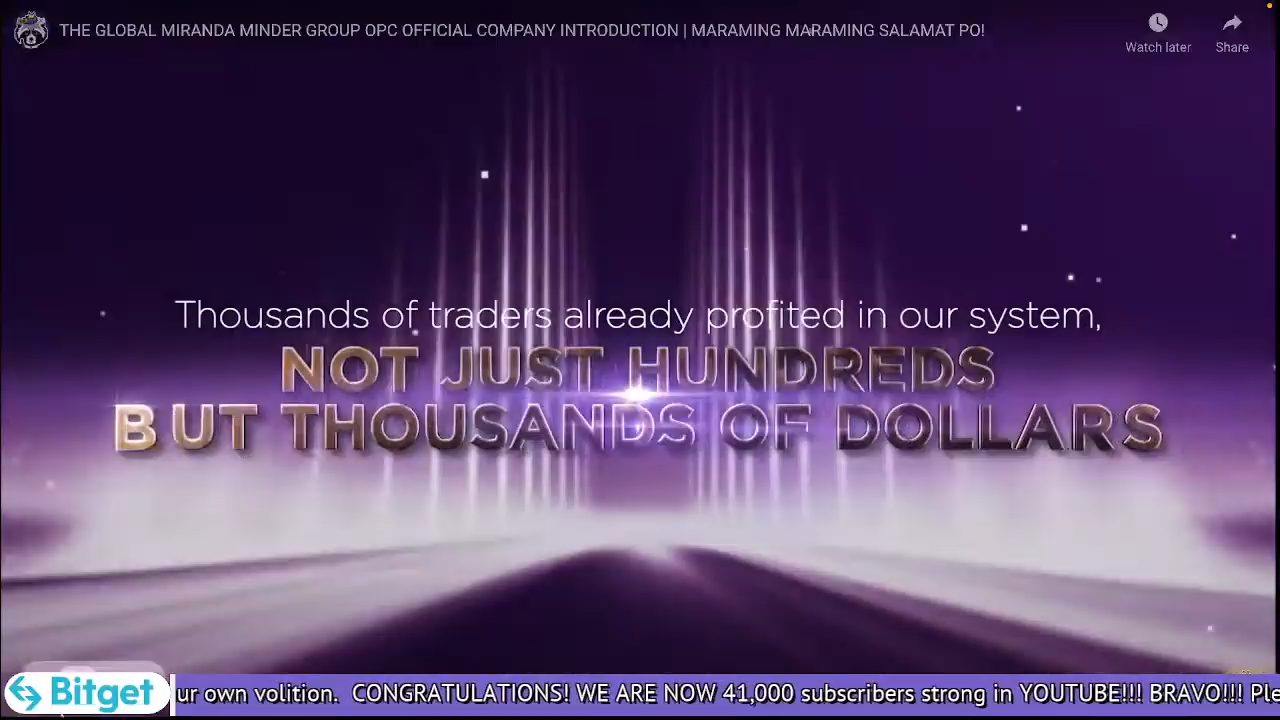 THE GLOBAL MIRANDA MINDER GROUP OPC OFFICIAL COMPANY INTRODUCTION | MARAMING MARAMING SALAMAT PO!
Watch later
Share
Thousands of traders already profited in our system,
NOT JUST HUNDREDS
BUT THOUSANDS OF DOLLARS
Bitget
ur own volition. CONGRATULATIONS! WE ARE NOW 41,000 subscribers strong in YOUTUBE!!! BRAVO!!! Ple